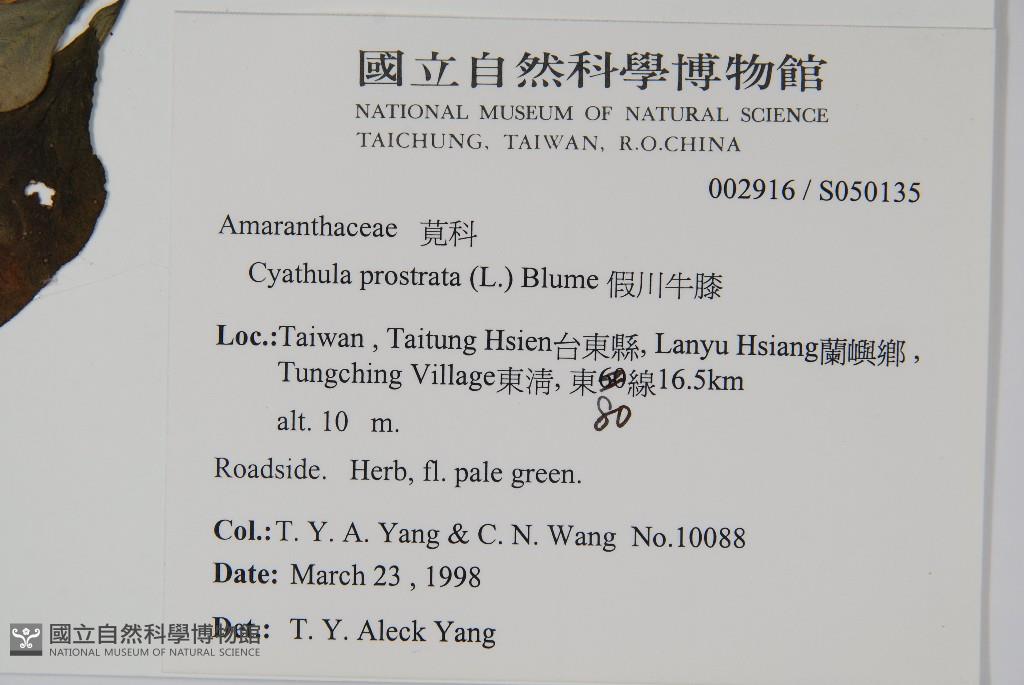 國立自然科學博物館
NATIONAL MUSEUM OF NATURAL SCIENCE
TAICHUNG, TAIWAN, R.O.CHINA
002916 / S050135
Amaranthaceae 莧科
Cyathula prostrata (L.) Blume 假川牛膝
Loc.:Taiwan , Taitung Hsien台東縣, Lanyu Hsiang蘭嶼鄉 ,
Tungching Village東淸, 東60線16.5km
80
alt. 10 m.
Roadside. Herb, fl. pale green.
Col.: T. Y. A. Yang & C. N. Wang No.10088
Date: March 23 , 1998
Det.: T. Y. Aleck Yang
國立自然科學博物館
NATIONAL MUSEUM OF NATURAL SCIENCE